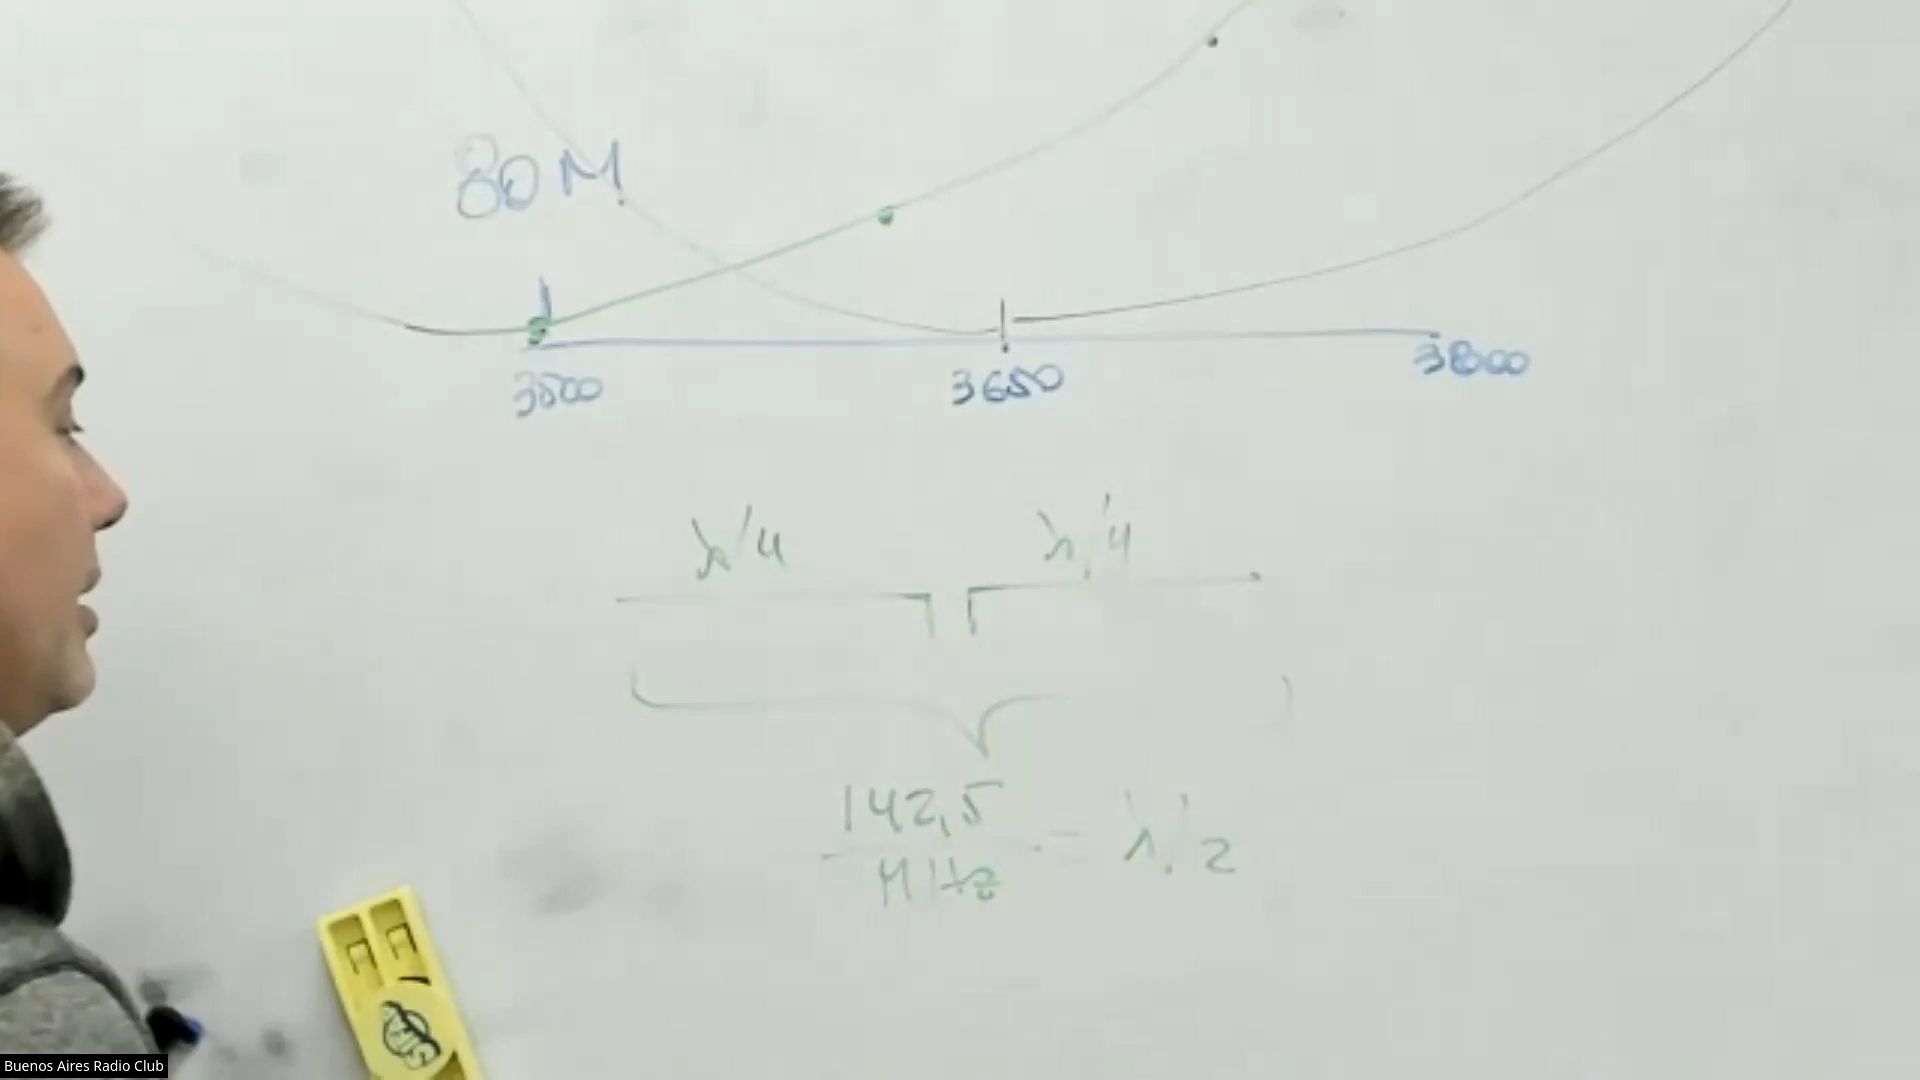 80 M
3500 3650 3800
λ/4 λ/4
142,5
MHz = λ/2
Buenos Aires Radio Club